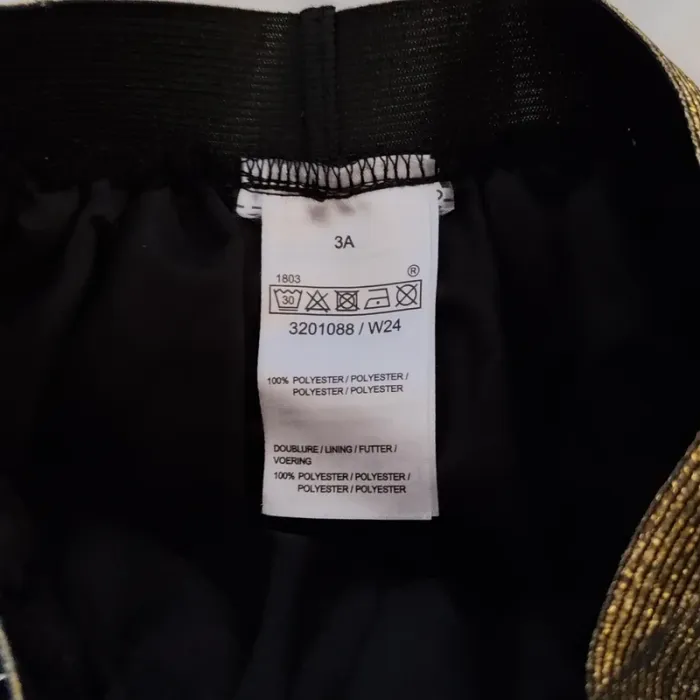 3A
1803
®
30
3201088 / W24
100% POLYESTER / POLYESTER /
POLYESTER / POLYESTER
DOUBLURE / LINING / FUTTER /
VOERING
100% POLYESTER / POLYESTER /
POLYESTER / POLYESTER